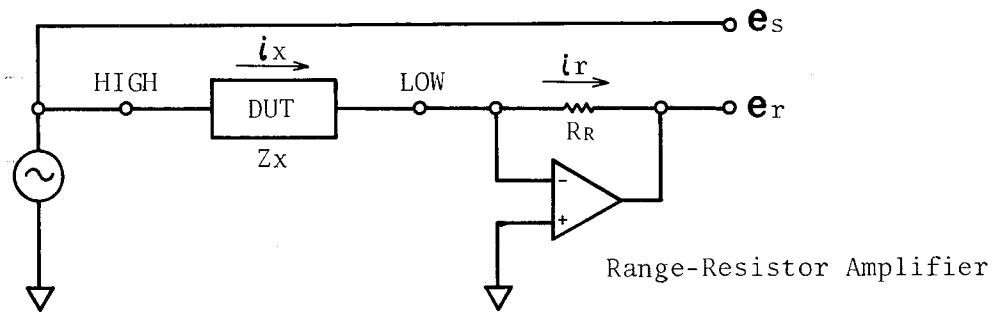 es
ix
ir
HIGH
DUT
LOW
er
Zx
RR
-
+
Range-Resistor Amplifier